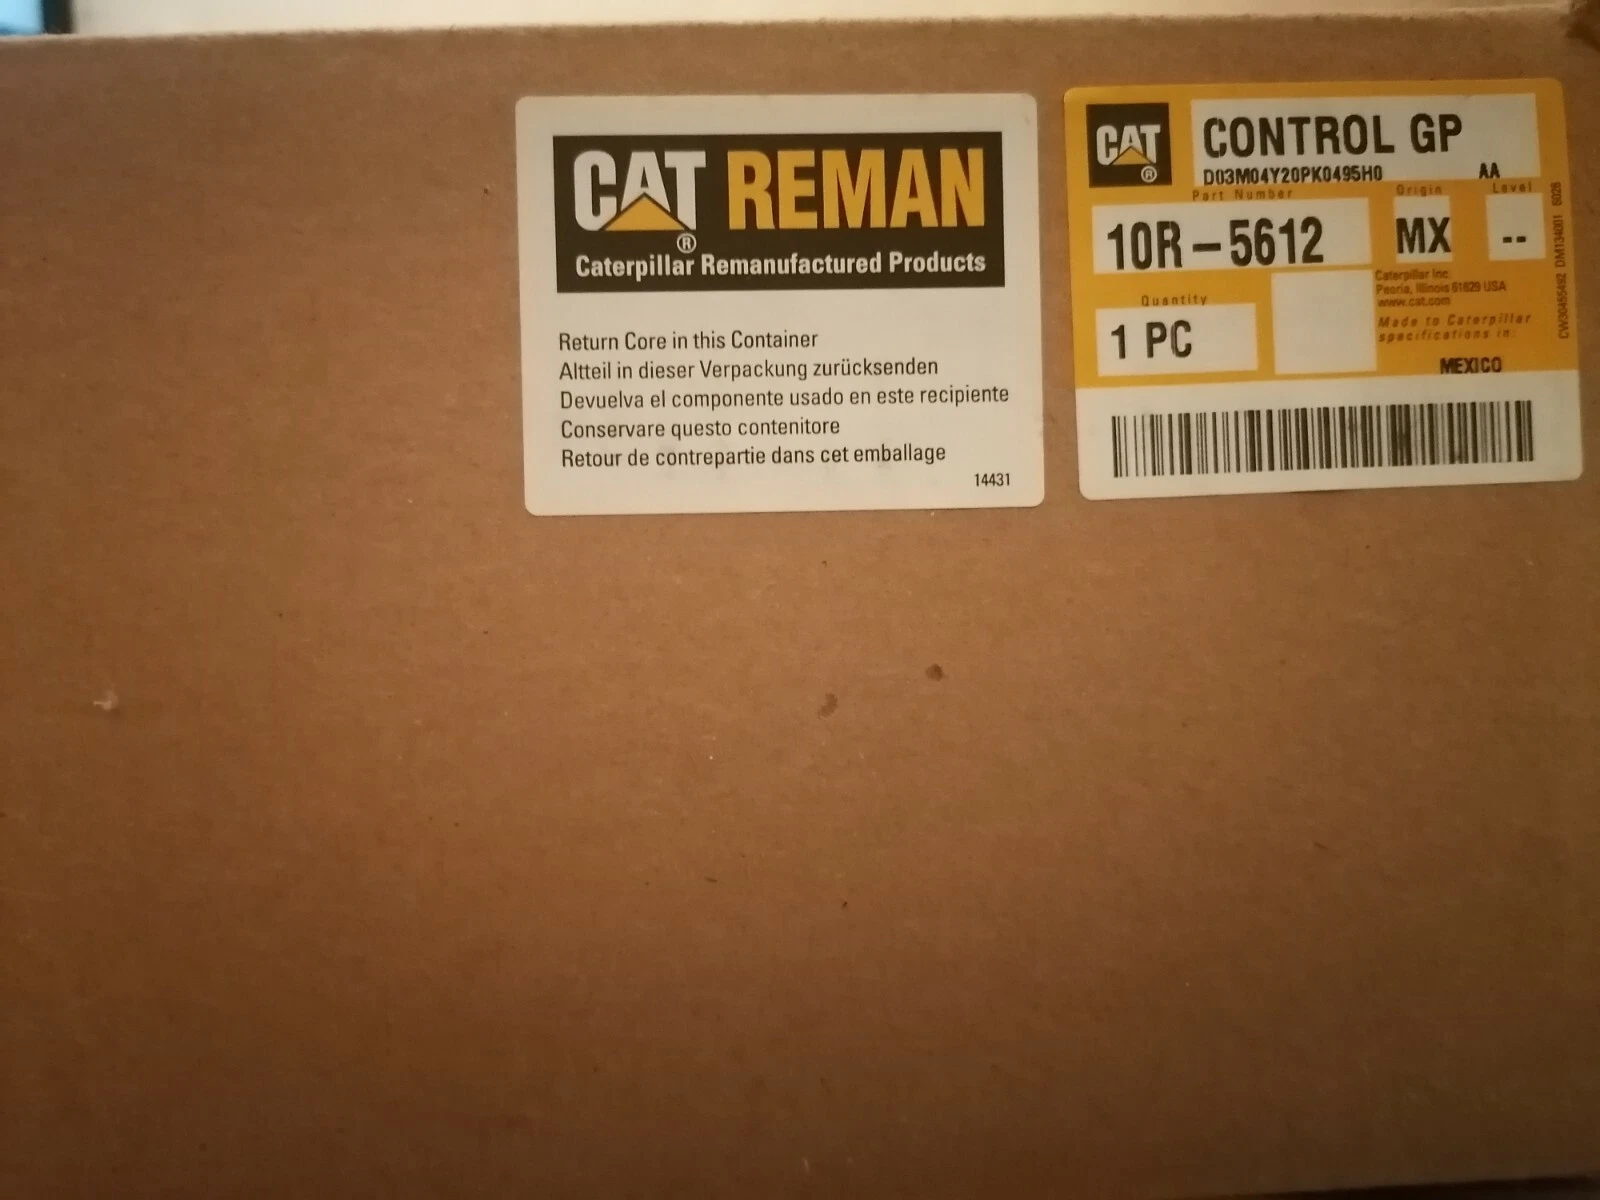 CAT REMAN
®
Caterpillar Remanufactured Products
Return Core in this Container
Altteil in dieser Verpackung zurücksenden
Devuelva el componente usado en este recipiente
Conservare questo contenitore
Retour de contrepartie dans cet emballage
14431
CAT
®
CONTROL GP
D03M04Y20PK0495H0 AA
Part Number Origin Level
10R-5612 MX --
Quantity
1 PC
Caterpillar Inc.
Peoria, Illinois 61629 USA
www.cat.com
Made to Caterpillar
specifications in:
MEXICO
CW30455492 DM134001 6026